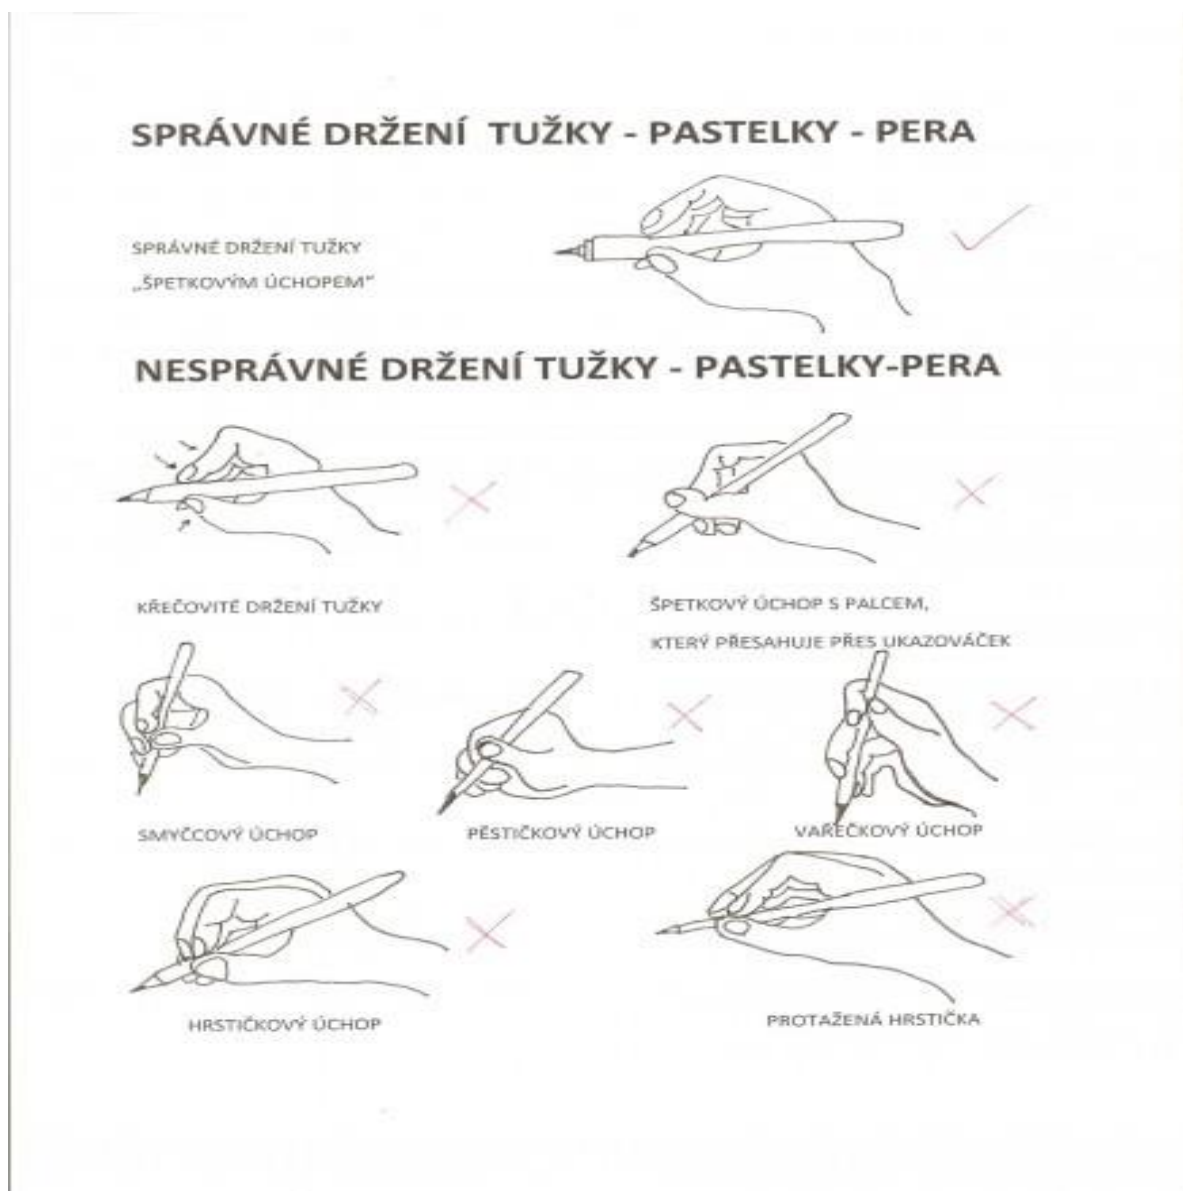 SPRÁVNÉ DRŽENÍ TUŽKY - PASTELKY - PERA
SPRÁVNÉ DRŽENÍ TUŽKY
„ŠPETKOVÝM ÚCHOPEM“
NESPRÁVNÉ DRŽENÍ TUŽKY - PASTELKY-PERA
KŘEČOVITÉ DRŽENÍ TUŽKY
ŠPETKOVÝ ÚCHOP S PALCEM,
KTERÝ PŘESAHUJE PŘES UKAZOVÁČEK
SMYČCOVÝ ÚCHOP
PĚSTIČKOVÝ ÚCHOP
VAŘEČKOVÝ ÚCHOP
HRSTIČKOVÝ ÚCHOP
PROTAŽENÁ HRSTIČKA